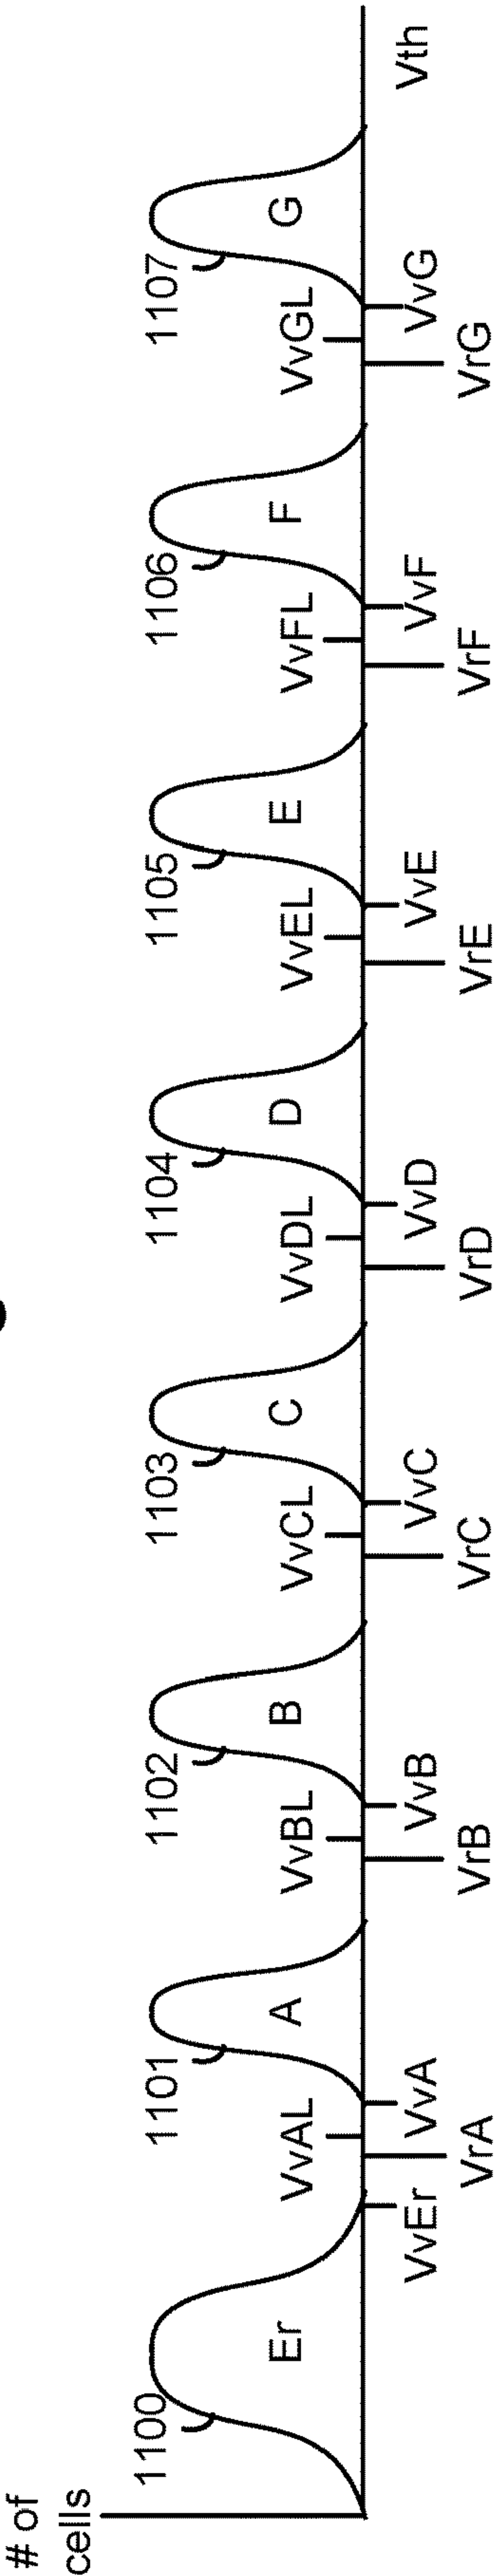 # of
cells
1100
1101
1102
1103
1104
1105
1106
1107
Er
A
B
C
D
E
F
G
VvAL
VvBL
VvCL
VvDL
VvEL
VvFL
VvGL
VvEr
VvA
VvB
VvC
VvD
VvE
VvF
VvG
Vth
VrA
VrB
VrC
VrD
VrE
VrF
VrG